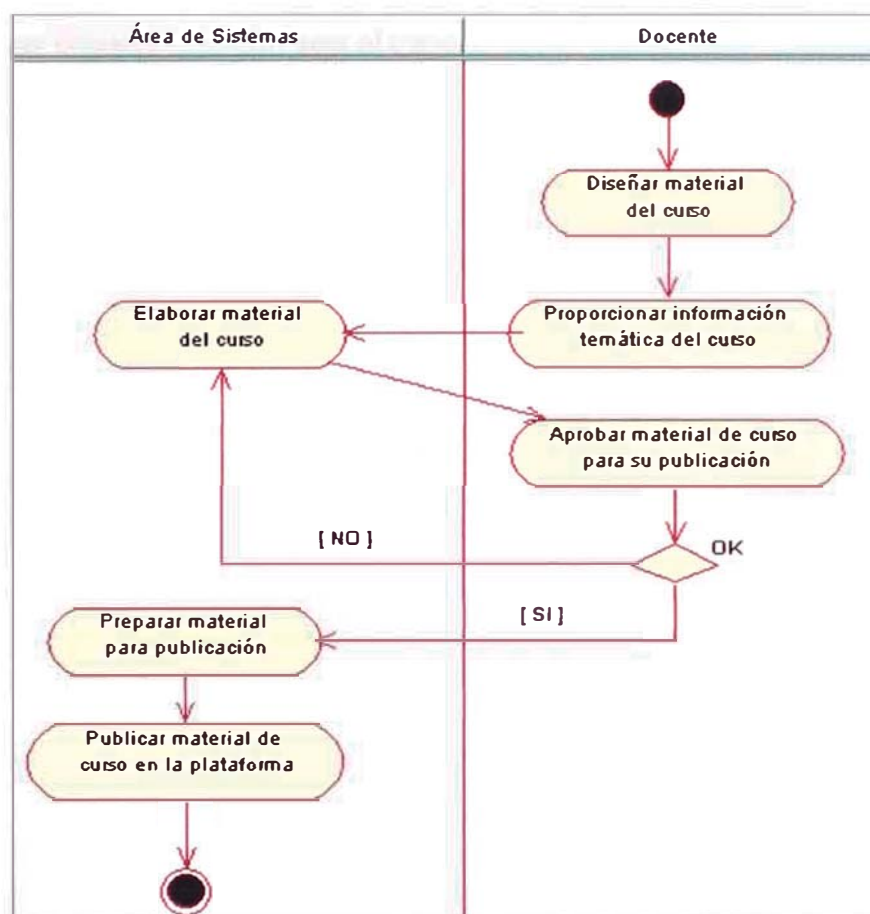 Área de Sistemas
Docente
Diseñar material
del curso
Proporcionar información
temática del curso
Elaborar material
del curso
Aprobar material de curso
para su publicación
OK
[ NO ]
[ SI ]
Preparar material
para publicación
Publicar material de
curso en la plataforma